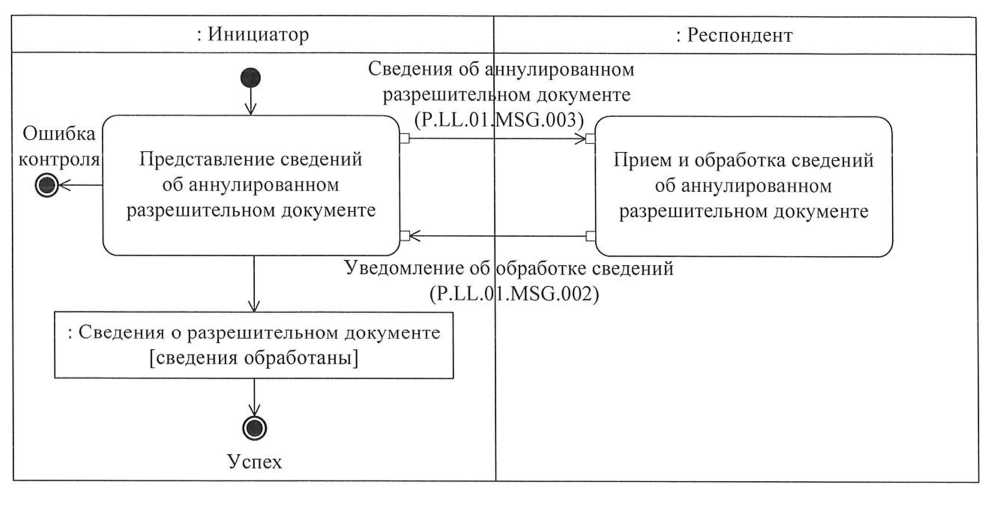 : Инициатор
: Респондент
Сведения об аннулированном
разрешительном документе
(P.LL.01.MSG.003)
Ошибка
контроля
Представление сведений
об аннулированном
разрешительном документе
Прием и обработка сведений
об аннулированном
разрешительном документе
Уведомление об обработке сведений
(P.LL.01.MSG.002)
: Сведения о разрешительном документе
[сведения обработаны]
Успех